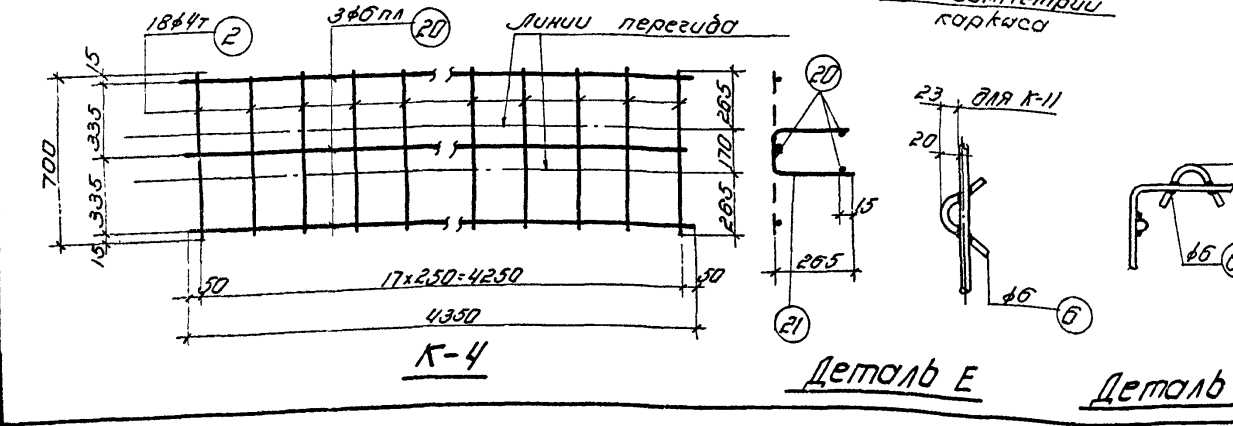 каркаса
18ф4т 2
3ф6пл 20
Линии перегиба
15
335
335
15
700
50
17х250=4250
50
4350
К-4
265
170
265
20
15
265
21
23
для К-11
20
ф6 6
Деталь Е
ф6
Деталь